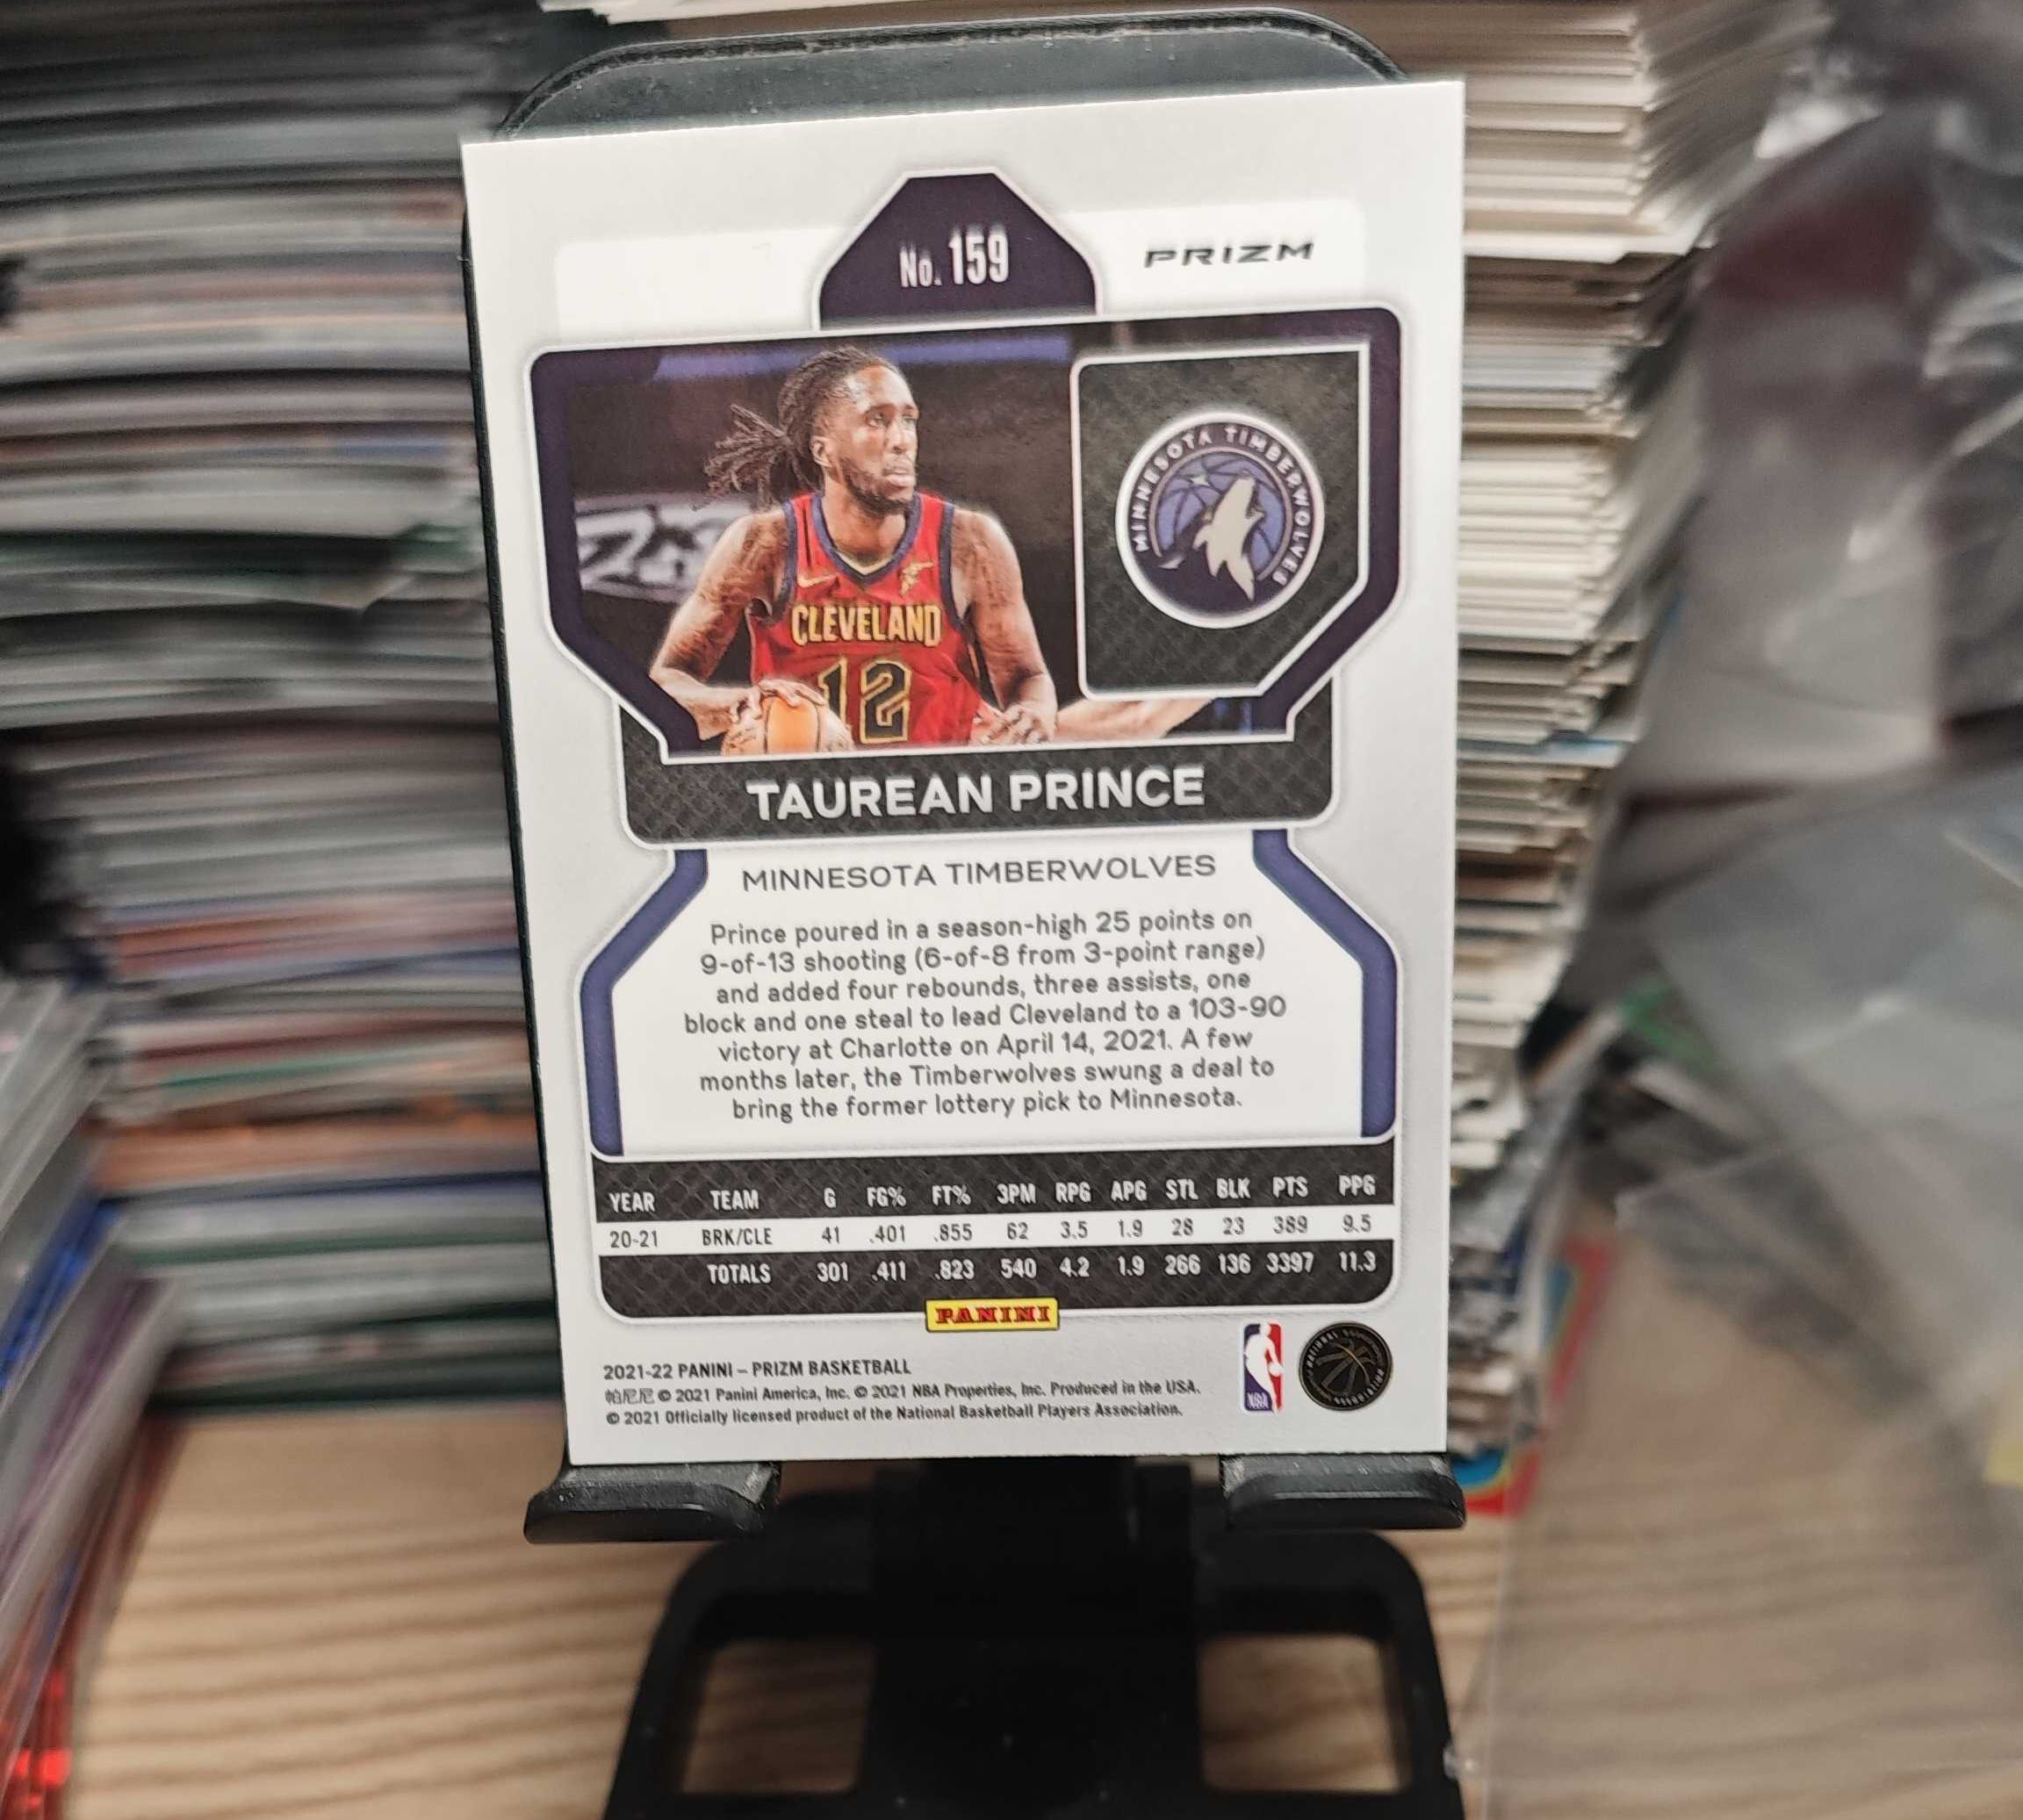 No. 159
PRIZM
MINNESOTA TIMBERWOLVES
CLEVELAND
12
TAUREAN PRINCE
MINNESOTA TIMBERWOLVES
Prince poured in a season-high 25 points on
9-of-13 shooting (6-of-8 from 3-point range)
and added four rebounds, three assists, one
block and one steal to lead Cleveland to a 103-90
victory at Charlotte on April 14, 2021. A few
months later, the Timberwolves swung a deal to
bring the former lottery pick to Minnesota.
YEAR TEAM G FG% FT% 3PM RPG APG STL BLK PTS PPG
20-21 BRK/CLE 41 .401 .855 62 3.5 1.9 28 23 389 9.5
TOTALS 301 .411 .823 540 4.2 1.9 266 136 3397 11.3
PANINI
2021-22 PANINI – PRIZM BASKETBALL
帕尼尼 © 2021 Panini America, Inc. © 2021 NBA Properties, Inc. Produced in the USA.
© 2021 Officially licensed product of the National Basketball Players Association.
NBA